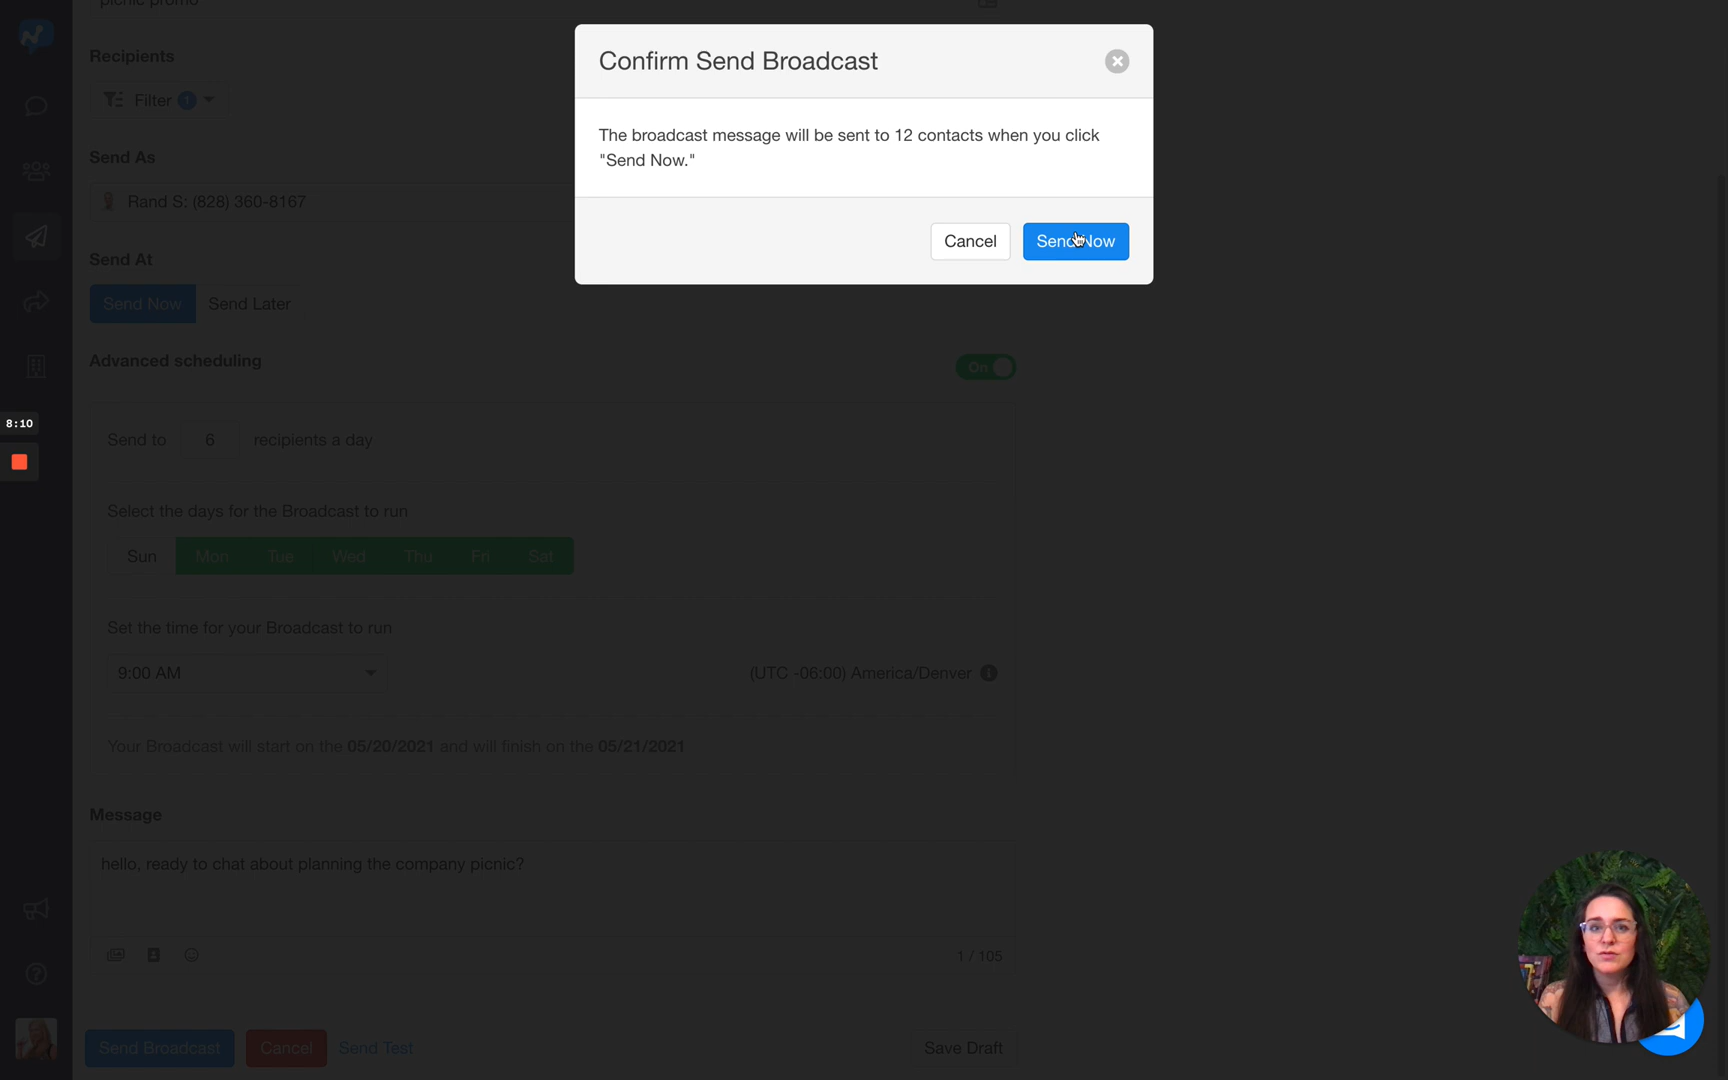 picnic promo
Confirm Send Broadcast
The broadcast message will be sent to 12 contacts when you click
"Send Now."
Cancel
Send Now
Recipients
Filter 1
Send As
Rand S: (828) 360-8167
Send At
Send Now
Send Later
Advanced scheduling
On
8:10
Send to 6 recipients a day
Select the days for the Broadcast to run
Sun Mon Tue Wed Thu Fri Sat
Set the time for your Broadcast to run
9:00 AM
(UTC -06:00) America/Denver
Your Broadcast will start on the 05/20/2021 and will finish on the 05/21/2021
Message
hello, ready to chat about planning the company picnic?
1 / 105
Send Broadcast
Cancel
Send Test
Save Draft